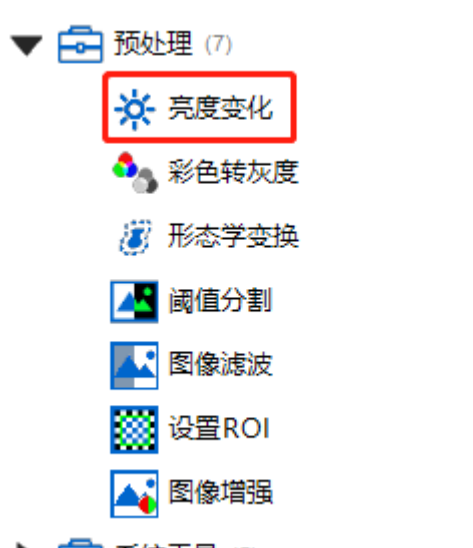 预处理 (7)
亮度变化
彩色转灰度
形态学变换
阈值分割
图像滤波
设置ROI
图像增强